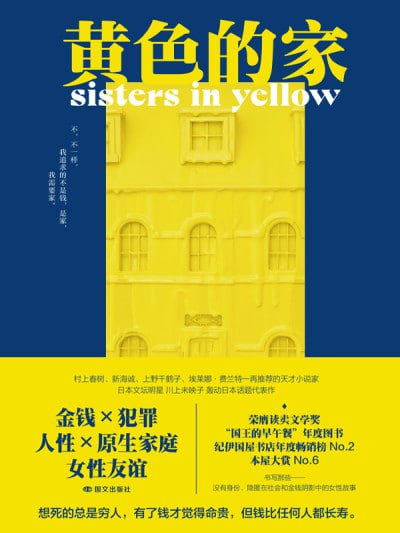 黄色的家
sisters in yellow
不，不一样，
我追求的不是钱，是家，
我需要家。
村上春树、新海诚、上野千鹤子、埃莱娜·费兰特一再推荐的天才小说家
日本文坛明星 川上未映子 轰动日本话题代表作
金钱×犯罪
人性×原生家庭
女性友谊
国文出版社
荣膺读卖文学奖
“国王的早午餐”年度图书
纪伊国屋书店年度畅销榜 No.2
本屋大赏 No.6
书写那些——
没有身份、隐匿在社会和金钱阴影中的女性故事
想死的总是穷人，有了钱才觉得命贵，但钱比任何人都长寿。